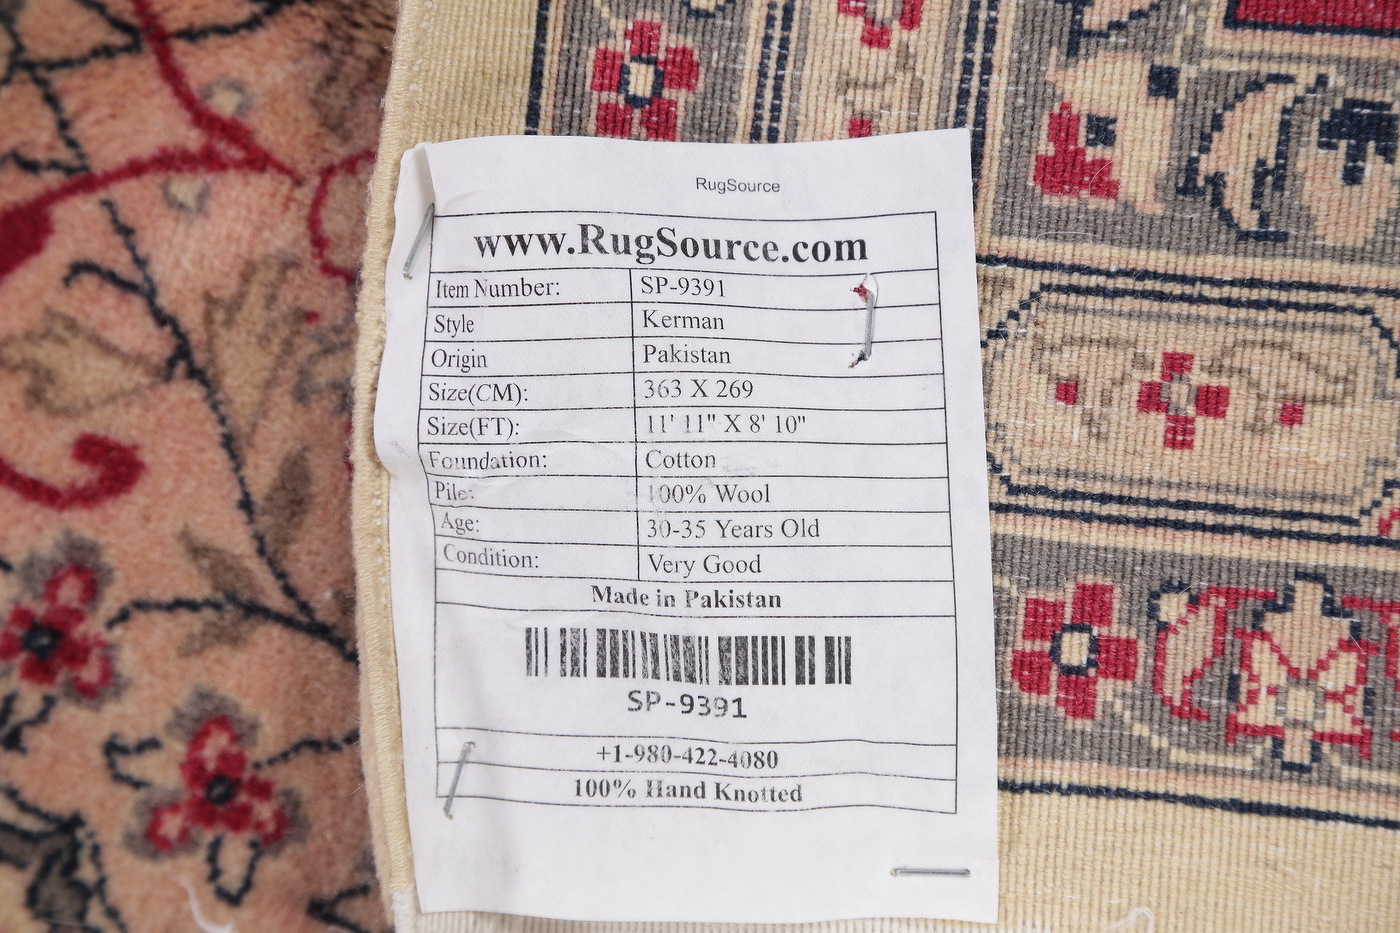 RugSource
www.RugSource.com
Item Number: SP-9391
Style Kerman
Origin Pakistan
Size(CM): 363 X 269
Size(FT): 11' 11" X 8' 10"
Foundation: Cotton
Pile: 100% Wool
Age: 30-35 Years Old
Condition: Very Good
Made in Pakistan
SP-9391
+1-980-422-4080
100% Hand Knotted